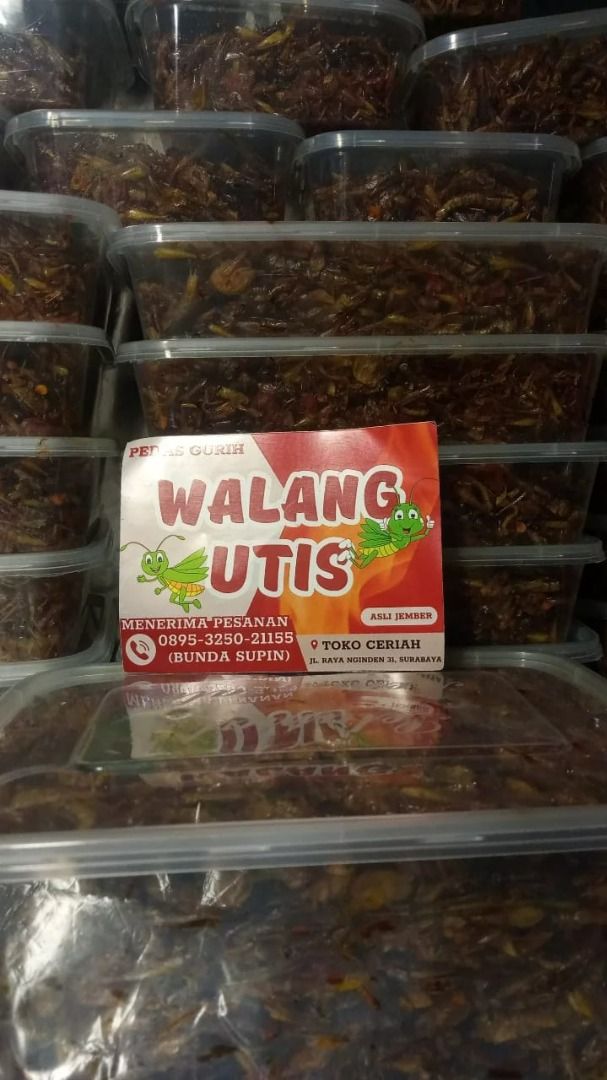 PEDAS GURIH
WALANG
UTIS
MENERIMA PESANAN
0895-3250-21155
(BUNDA SUPIN)
ASLI JEMBER
TOKO CERIAH
JL. RAYA NGINDEN 31, SURABAYA